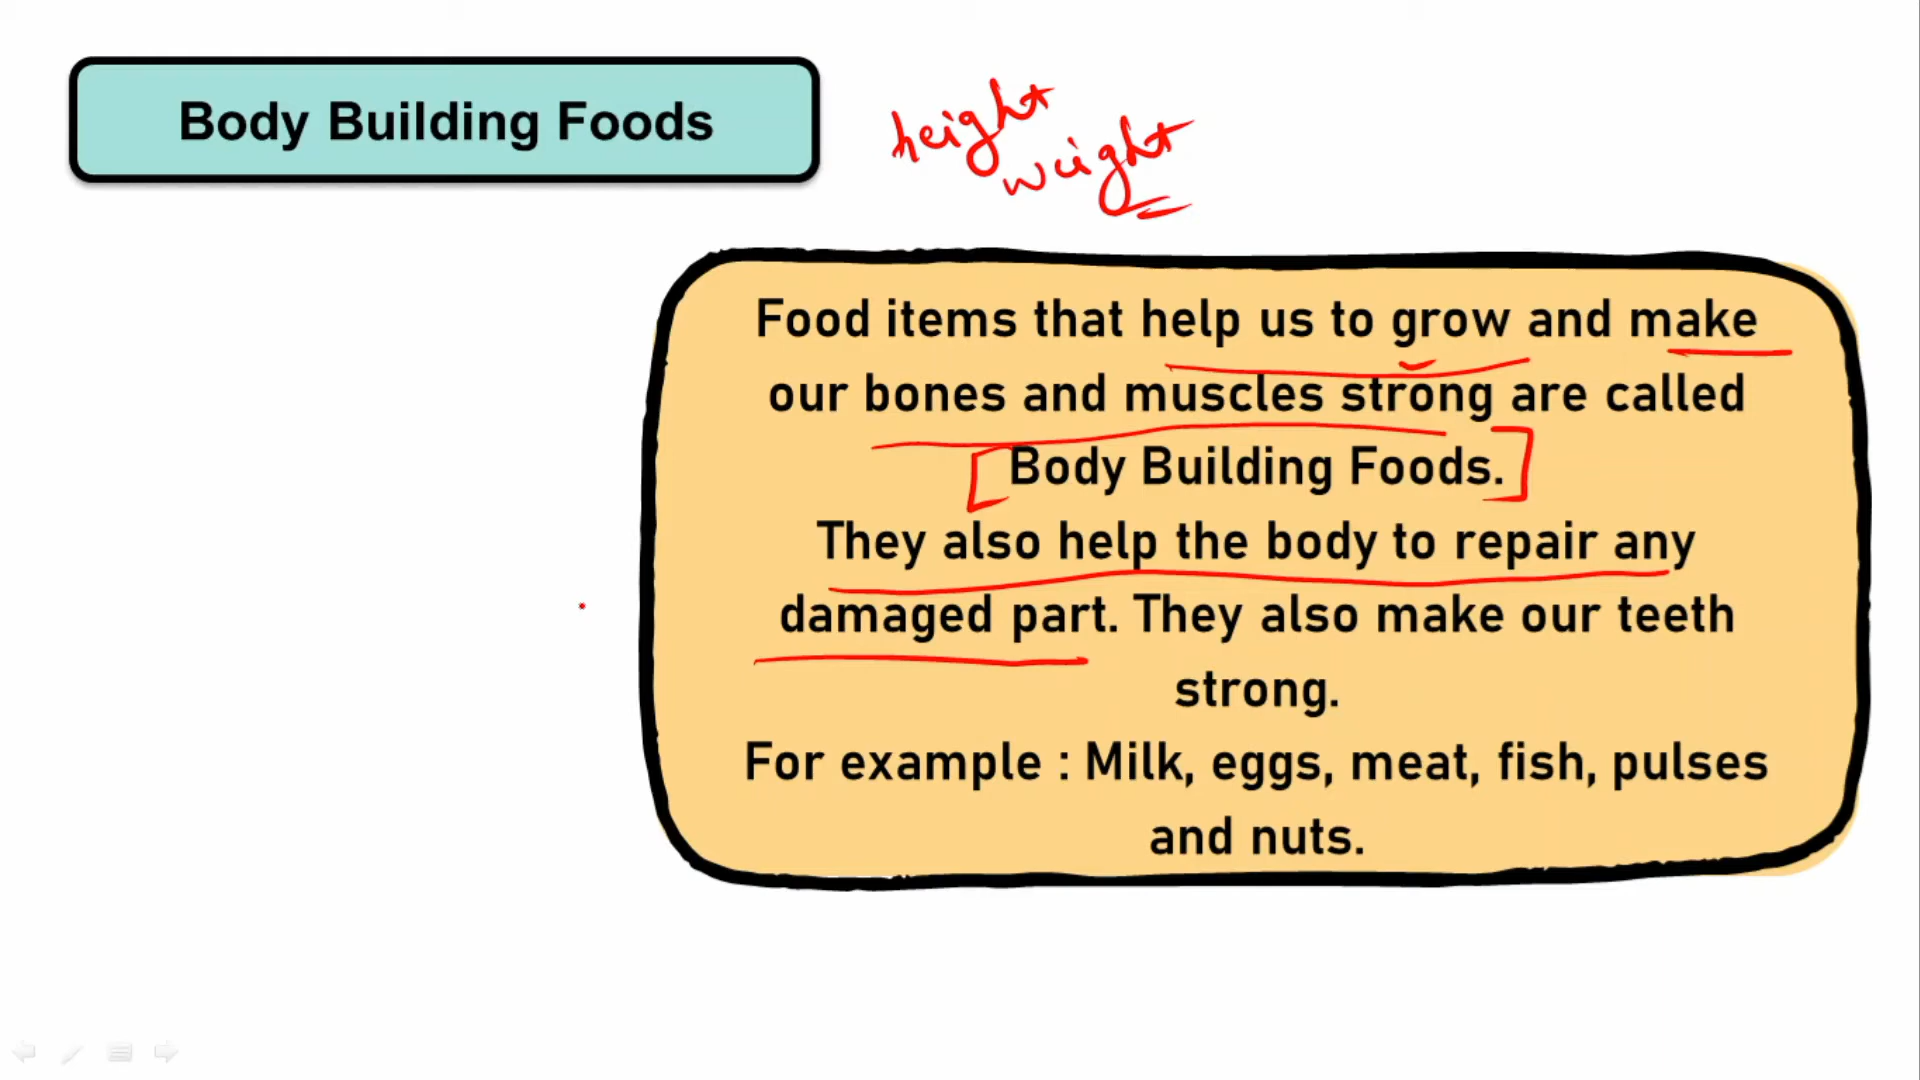 Body Building Foods
height
weight
Food items that help us to grow and make
our bones and muscles strong are called
Body Building Foods.
They also help the body to repair any
damaged part. They also make our teeth
strong.
For example : Milk, eggs, meat, fish, pulses
and nuts.